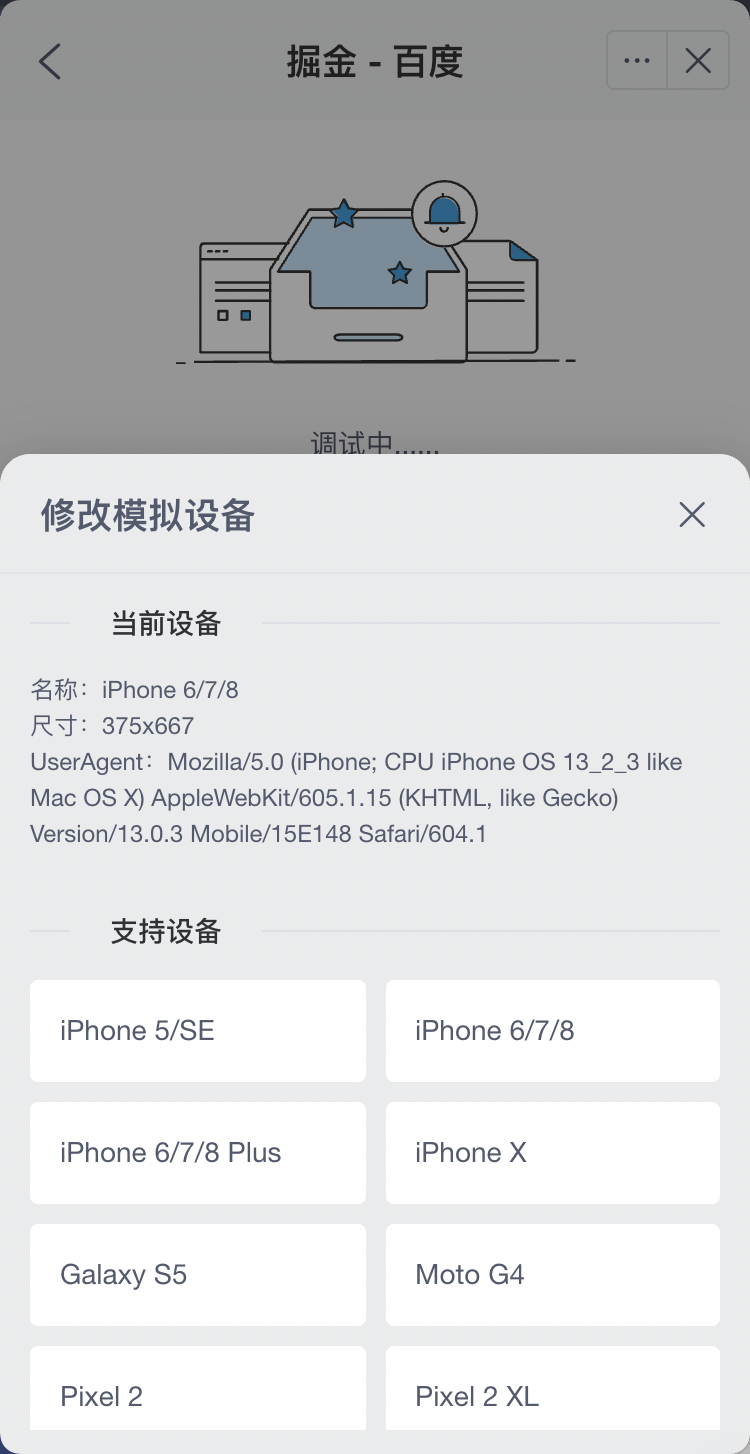 掘金 - 百度
调试中......
修改模拟设备
当前设备
名称：iPhone 6/7/8
尺寸：375x667
UserAgent：Mozilla/5.0 (iPhone; CPU iPhone OS 13_2_3 like
Mac OS X) AppleWebKit/605.1.15 (KHTML, like Gecko)
Version/13.0.3 Mobile/15E148 Safari/604.1
支持设备
iPhone 5/SE
iPhone 6/7/8
iPhone 6/7/8 Plus
iPhone X
Galaxy S5
Moto G4
Pixel 2
Pixel 2 XL